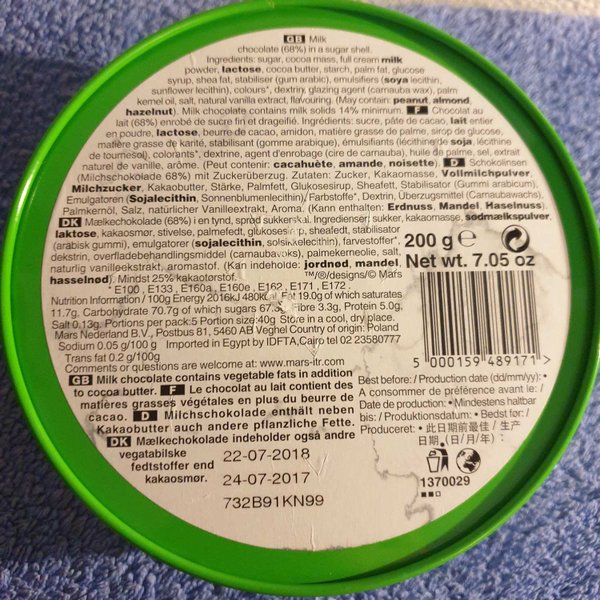 GB Milk
chocolate (68%) in a sugar shell.
Ingredients: sugar, cocoa mass, full cream milk
powder, lactose, cocoa butter, starch, palm fat, glucose
syrup, shea fat, stabiliser (gum arabic), emulsifiers (soya lecithin,
sunflower lecithin), colours*, dextrin, glazing agent (carnauba wax), palm
kernel oil, salt, natural vanilla extract, flavouring. (May contain: peanut, almond,
hazelnut). Milk chocolate contains milk solids 14% minimum. F Chocolat au
lait (68%) enrobé de sucre fin et dragéifié. Ingrédients: sucre, pâte de cacao, lait entier
en poudre, lactose, beurre de cacao, amidon, matière grasse de palme, sirop de glucose,
matière grasse de karité, stabilisant (gomme arabique), émulsifiants (lécithine de soja, lécithine
de tournesol), colorants*, dextrine, agent d'enrobage (cire de carnauba), huile de palme, sel, extrait
naturel de vanille, arôme. (Peut contenir: cacahuète, amande, noisette). D Schokolinsen
(Milchschokolade 68%) mit Zuckerüberzug. Zutaten: Zucker, Kakaomasse, Vollmilchpulver,
Milchzucker, Kakaobutter, Stärke, Palmfett, Glukosesirup, Sheafett, Stabilisator (Gummi arabicum),
Emulgatoren (Sojalecithin, Sonnenblumenlecithin), Farbstoffe*, Dextrin, Überzugsmittel (Carnaubawachs),
Palmkernöl, Salz, natürlicher Vanilleextrakt, Aroma. (Kann enthalten: Erdnuss, Mandel, Haselnuss)
DK Mælkechokolade (68%) en tynd, sprød sukkerskal. Ingredienser: sukker, kakaomasse, sødmælkspulver,
laktose, kakaosmør, stivelse, palmefedt, glukosesirup, sheafedt, stabilisator
(arabisk gummi), emulgatorer (sojalecithin, solsikkelecithin), farvestoffer*,
dekstrin, overfladebehandlingsmiddel (carnaubavoks), palmekerneolie, salt,
naturlig vanilleekstrakt, aromastof. (Kan indeholde: jordnød, mandel,
hasselnød). Mindst 25% kakaotørstof. ™/®/designs/© Mars
* E100 , E133 , E160a , E160e , E162 , E171 , E172 .
Nutrition Information / 100g Energy 2016kJ 480kcal, Fat 19.0g of which saturates
11.7g, Carbohydrate 70.7g of which sugars 67.3g, Fibre 3.3g, Protein 5.0g,
Salt 0.13g. Portions per pack:5 Portion size:40g Store in a cool, dry place.
Mars Nederland B.V., Postbus 81, 5460 AB Veghel Country of origin: Poland
Sodium 0.05 g/100 g Imported in Egypt by IDFTA,Cairo tel 02 23580777
Trans fat 0.2 g/100g
Comments or questions are welcome at: www.mars-itr.com
200 g ℮
Net wt. 7.05 oz
5 000159 489171 >
GB Milk chocolate contains vegetable fats in addition
to cocoa butter. F Le chocolat au lait contient des
matières grasses végétales en plus du beurre de
cacao. D Milchschokolade enthält neben
Kakaobutter auch andere pflanzliche Fette.
DK Mælkechokolade indeholder også andre
vegatabilske
fedtstoffer end
kakaosmør.
Best before: / Production date (dd/mm/yy): •
A consommer de préférence avant le: /
Date de production: • Mindestens haltbar
bis: / Produktionsdatum: • Bedst før: /
Produceret: • 此日期前最佳 / 生产
日期. (日/月/年):
22-07-2018
24-07-2017
732B91KN99
1370029